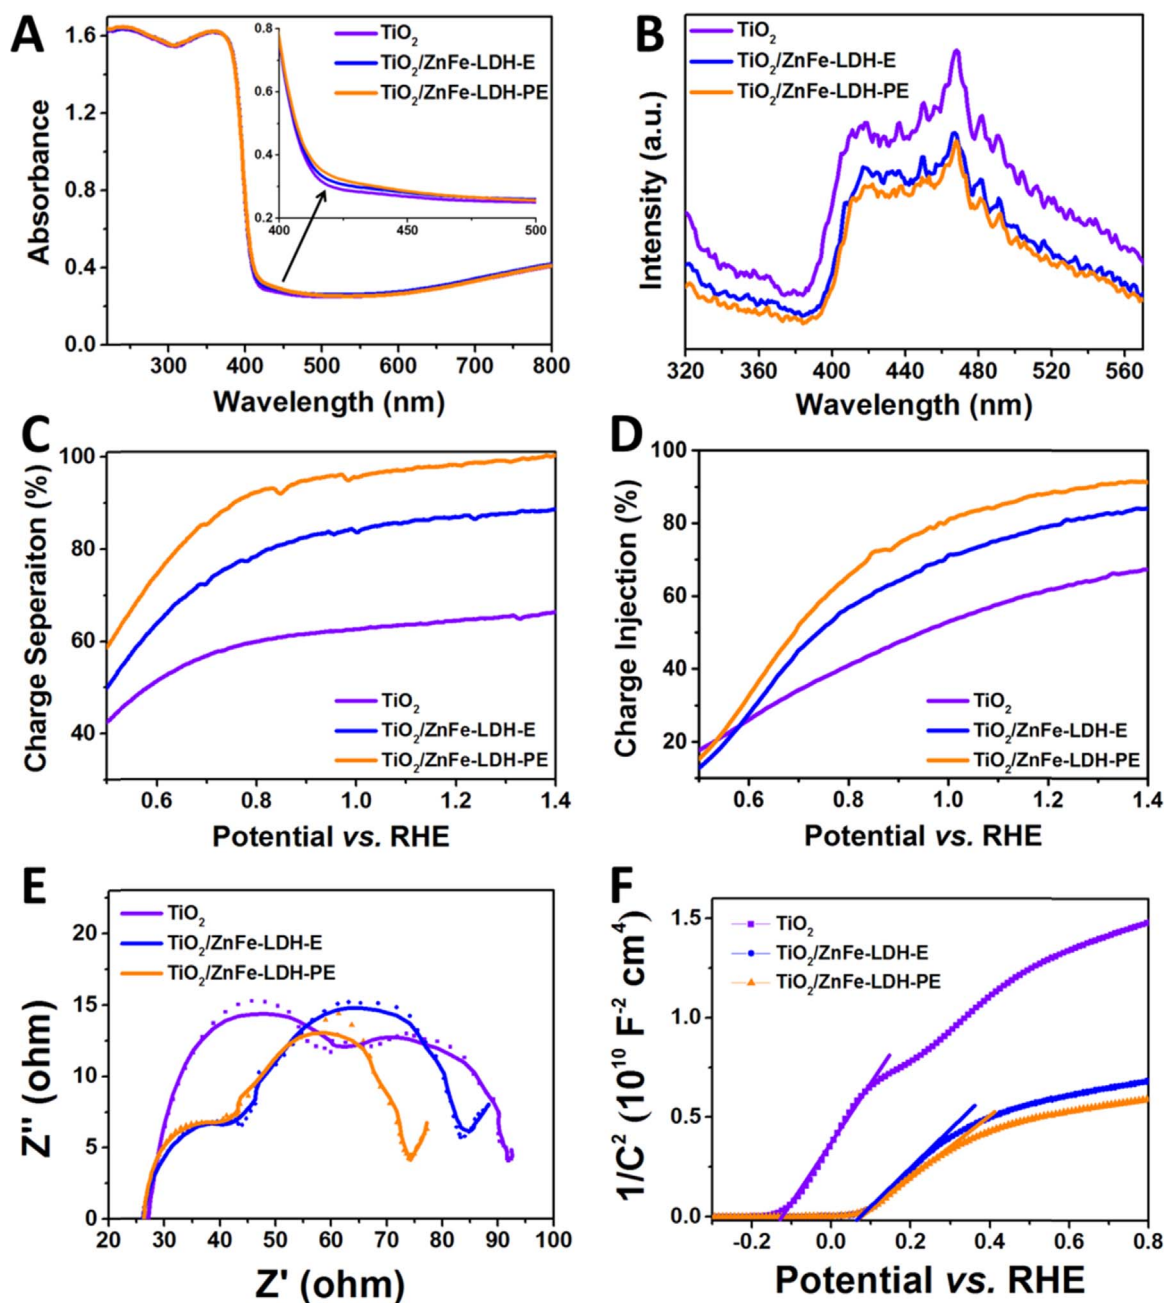 A
1.6
1.2
0.8
0.4
0.0
Absorbance
300
400
500
600
700
800
Wavelength (nm)
TiO2
TiO2/ZnFe-LDH-E
TiO2/ZnFe-LDH-PE
0.8
0.6
0.4
0.2
400
450
500
B
Intensity (a.u.)
TiO2
TiO2/ZnFe-LDH-E
TiO2/ZnFe-LDH-PE
320
360
400
440
480
520
560
Wavelength (nm)
C
Charge Seperaiton (%)
100
80
60
40
TiO2
TiO2/ZnFe-LDH-E
TiO2/ZnFe-LDH-PE
0.6
0.8
1.0
1.2
1.4
Potential vs. RHE
D
Charge Injection (%)
100
80
60
40
20
TiO2
TiO2/ZnFe-LDH-E
TiO2/ZnFe-LDH-PE
0.6
0.8
1.0
1.2
1.4
Potential vs. RHE
E
Z'' (ohm)
20
15
10
5
0
TiO2
TiO2/ZnFe-LDH-E
TiO2/ZnFe-LDH-PE
20
30
40
50
60
70
80
90
100
Z' (ohm)
F
1/C² (10¹⁰ F⁻² cm⁴)
1.5
1.0
0.5
0.0
TiO2
TiO2/ZnFe-LDH-E
TiO2/ZnFe-LDH-PE
-0.2
0.0
0.2
0.4
0.6
0.8
Potential vs. RHE